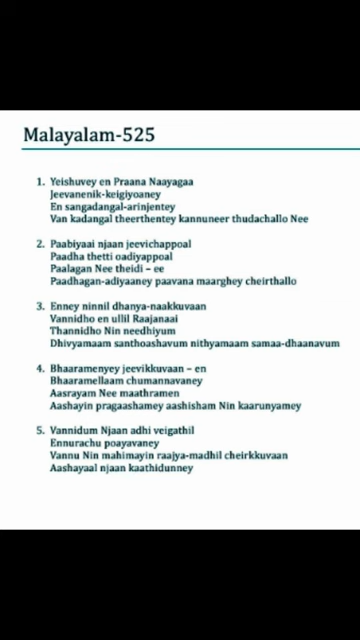 Malayalam-525
1. Yeishuvey en Praana Naayagaa
Jeevanenik-keigiyoaney
En sangadangal-arinjentey
Van kadangal theerthentey kannuneer thudachallo Nee
2. Paabiyaai njaan jeevichappoal
Paadha thetti oadiyappoal
Paalagan Nee theidi – ee
Paadhagan-adiyaaney paavana maarghey cheirthallo
3. Enney ninnil dhanya-naakkuvaan
Vannidho en ullil Raajanaai
Thannidho Nin needhiyum
Dhivyamaam santhoashavum nithyamaam samaa-dhaanavum
4. Bhaaramenyey jeevikkuvaan – en
Bhaaramellaam chumannavaney
Aasrayam Nee maathramen
Aashayin pragaashamey aashisham Nin kaarunyamey
5. Vannidum Njaan adhi veigathil
Ennurachu poayavaney
Vannu Nin mahimayin raajya-madhil cheirkkuvaan
Aashayaal njaan kaathidunney